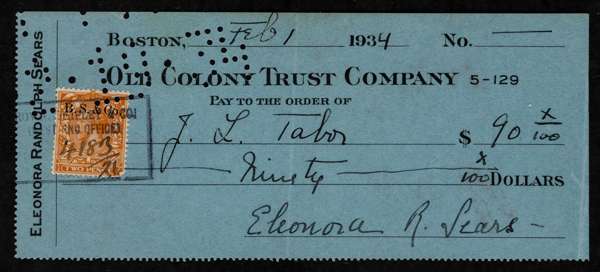 BOSTON, Feb 1 1934 No. —
OLD COLONY TRUST COMPANY 5-129
PAY TO THE ORDER OF
J. L. Tabor $ 90 x/100
Ninety x/100 DOLLARS
Eleonora R. Sears
ELEONORA RANDOLPH SEARS
B. S. & Co.